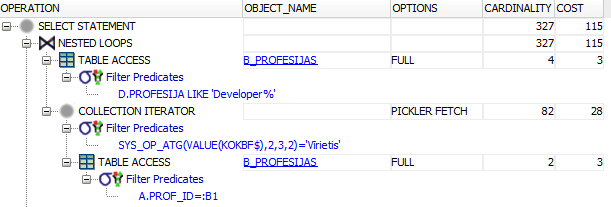 OPERATION OBJECT_NAME OPTIONS CARDINALITY COST
SELECT STATEMENT 327 115
NESTED LOOPS 327 115
TABLE ACCESS B_PROFESIJAS FULL 4 3
Filter Predicates
D.PROFESIJA LIKE 'Developer%'
COLLECTION ITERATOR PICKLER FETCH 82 28
Filter Predicates
SYS_OP_ATG(VALUE(KOKBF$),2,3,2)='Virietis'
TABLE ACCESS B_PROFESIJAS FULL 2 3
Filter Predicates
A.PROF_ID=:B1